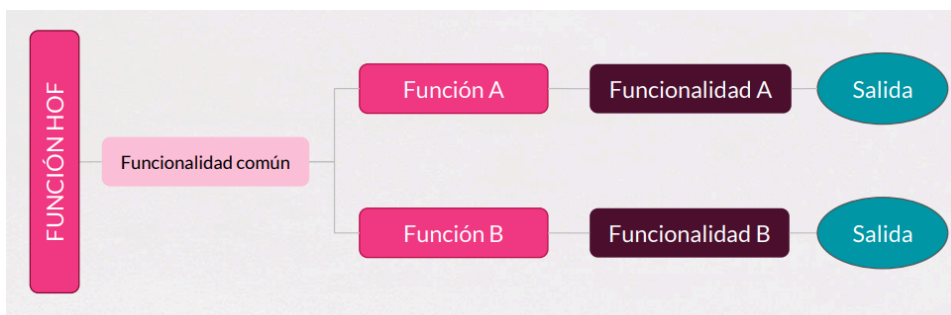 FUNCIÓN HOF
Funcionalidad común
Función A
Funcionalidad A
Salida
Función B
Funcionalidad B
Salida